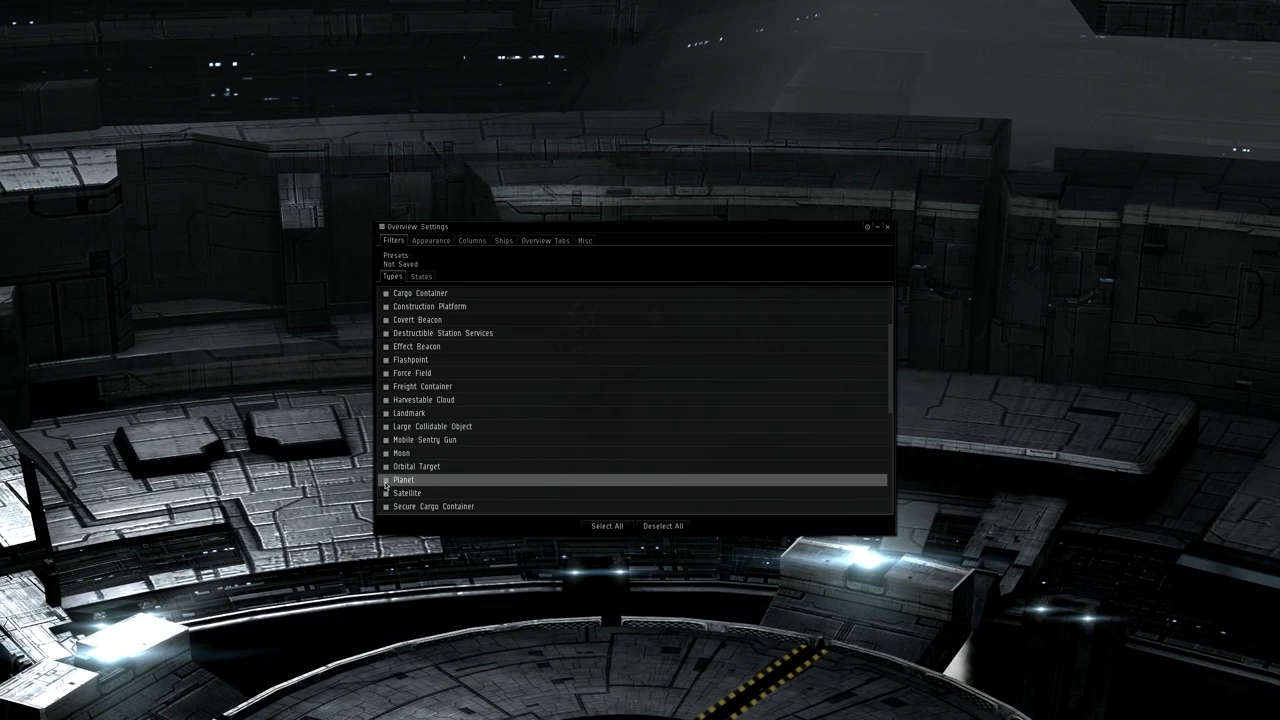 Overview Settings
Filters Appearance Columns Ships Overview Tabs Misc
Presets
Not Saved
Types States
Cargo Container
Construction Platform
Covert Beacon
Destructible Station Services
Effect Beacon
Flashpoint
Force Field
Freight Container
Harvestable Cloud
Landmark
Large Collidable Object
Mobile Sentry Gun
Moon
Orbital Target
Planet
Satellite
Secure Cargo Container
Select All Deselect All